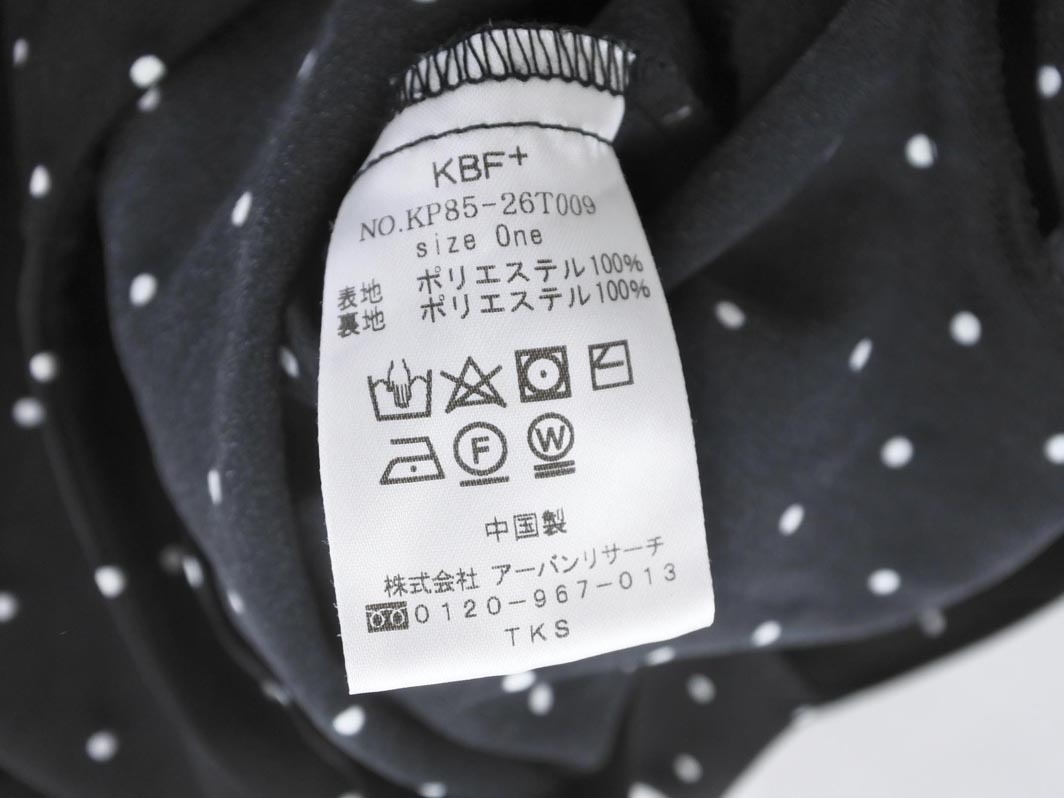 KBF+
NO.KP85-26T009
size One
表地 ポリエステル100%
裏地 ポリエステル100%
F W
中国製
株式会社 アーバンリサーチ
0120-967-013
TKS